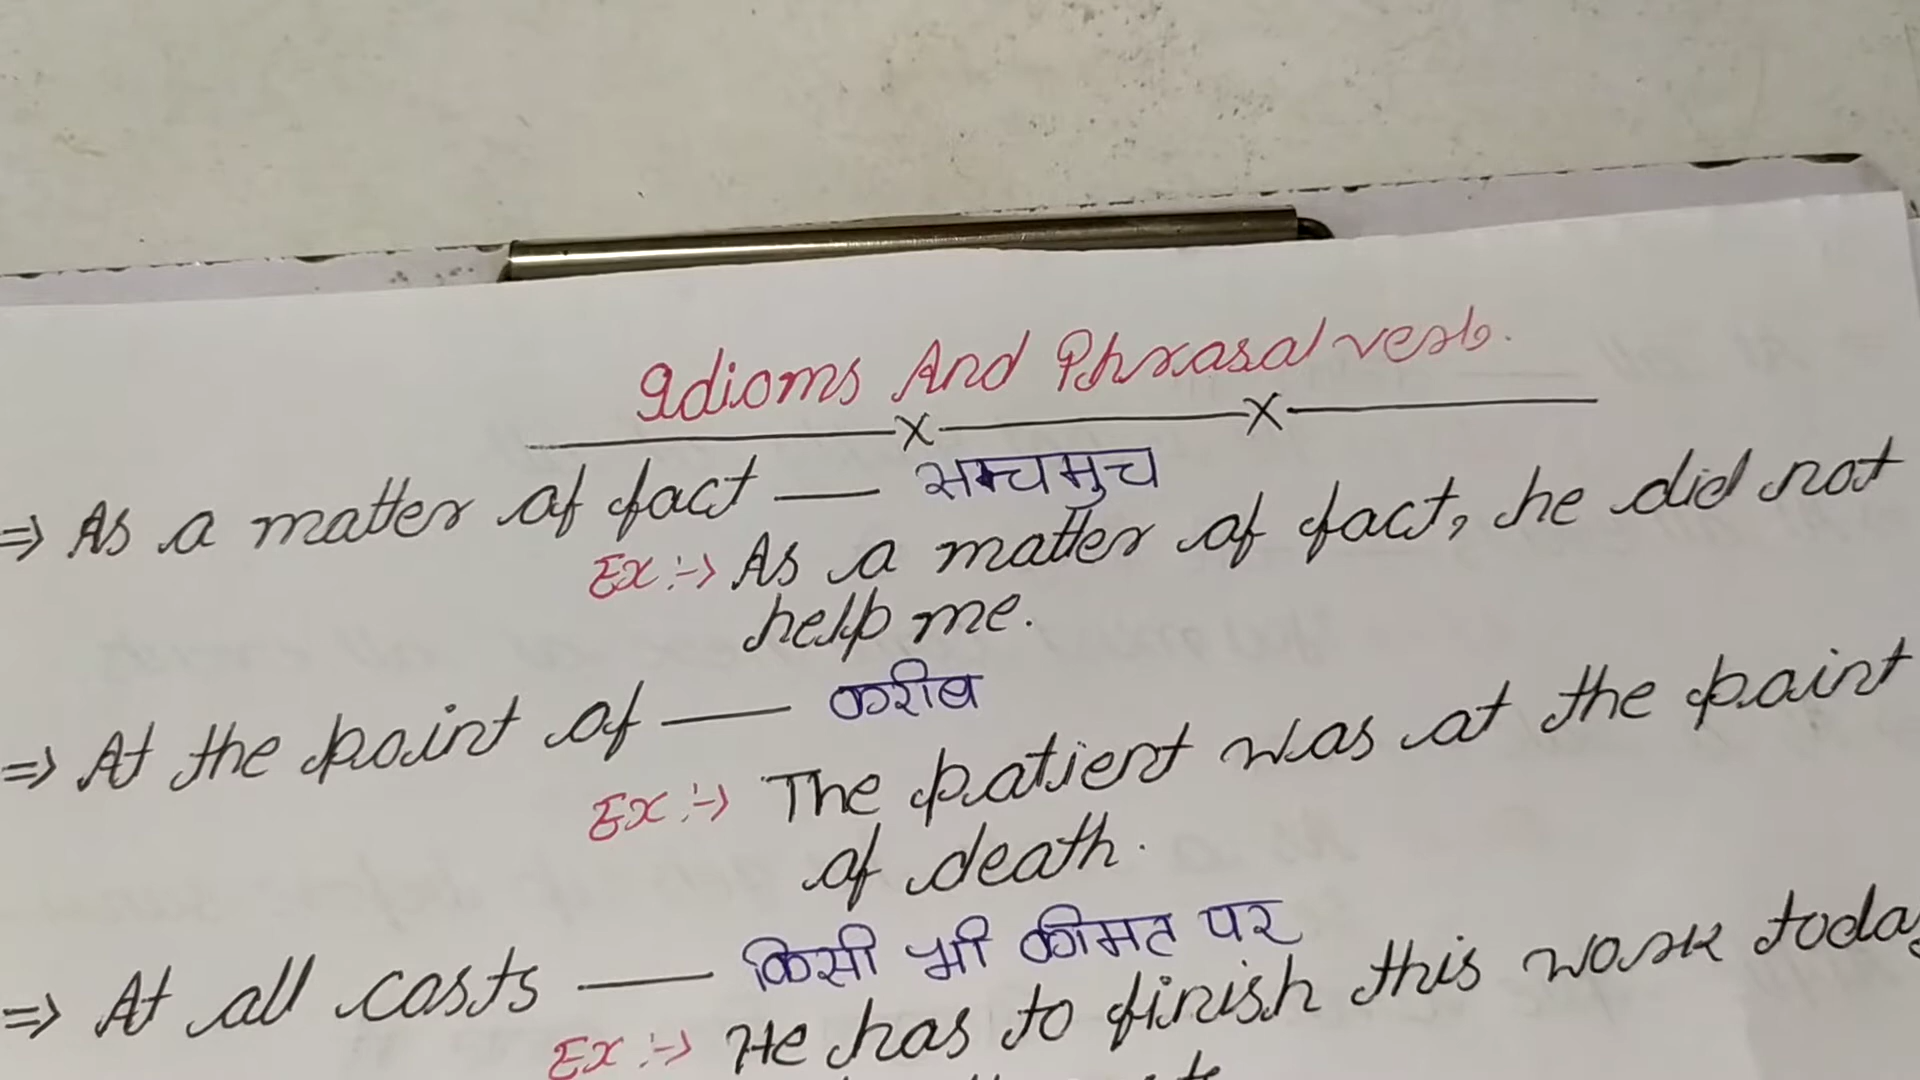 Idioms And Phrasal verb.
⇒ As a matter of fact — सचमुच
Ex :→ As a matter of fact, he did not
help me.
⇒ At the point of — करीब
Ex :→ The patient was at the point
of death.
⇒ At all costs — किसी भी कीमत पर
Ex :→ He has to finish this work today